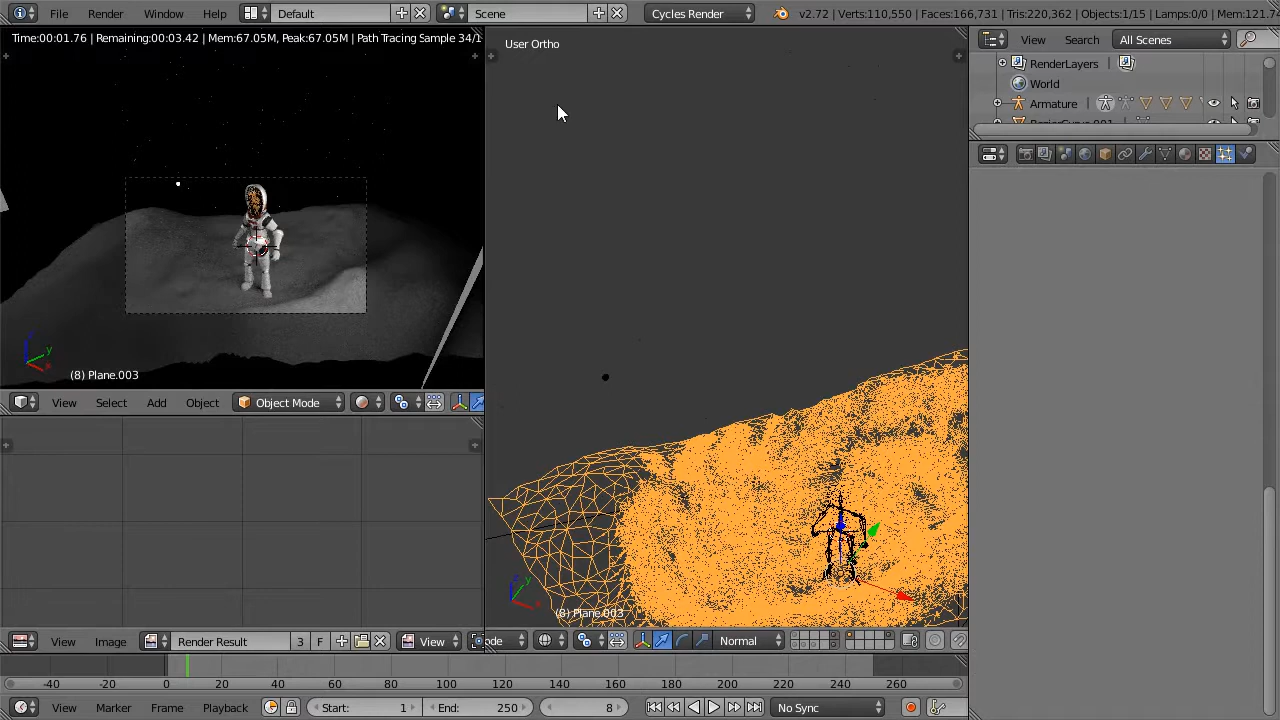 File Render Window Help Default Scene Cycles Render v2.72 | Verts:110,550 | Faces:166,731 | Tris:220,362 | Objects:1/15 | Lamps:0/0 | Mem:121.7
Time:00:01.76 | Remaining:00:03.42 | Mem:67.05M, Peak:67.05M | Path Tracing Sample 34/1
User Ortho
View Search All Scenes
RenderLayers
World
Armature
y
x
(8) Plane.003
View Select Add Object Object Mode
y
x
(8) Plane.003
View Image Render Result 3 F View
de Normal
-40 -20 0 20 40 60 80 100 120 140 160 180 200 220 240 260
View Marker Frame Playback Start: 1 End: 250 8 No Sync